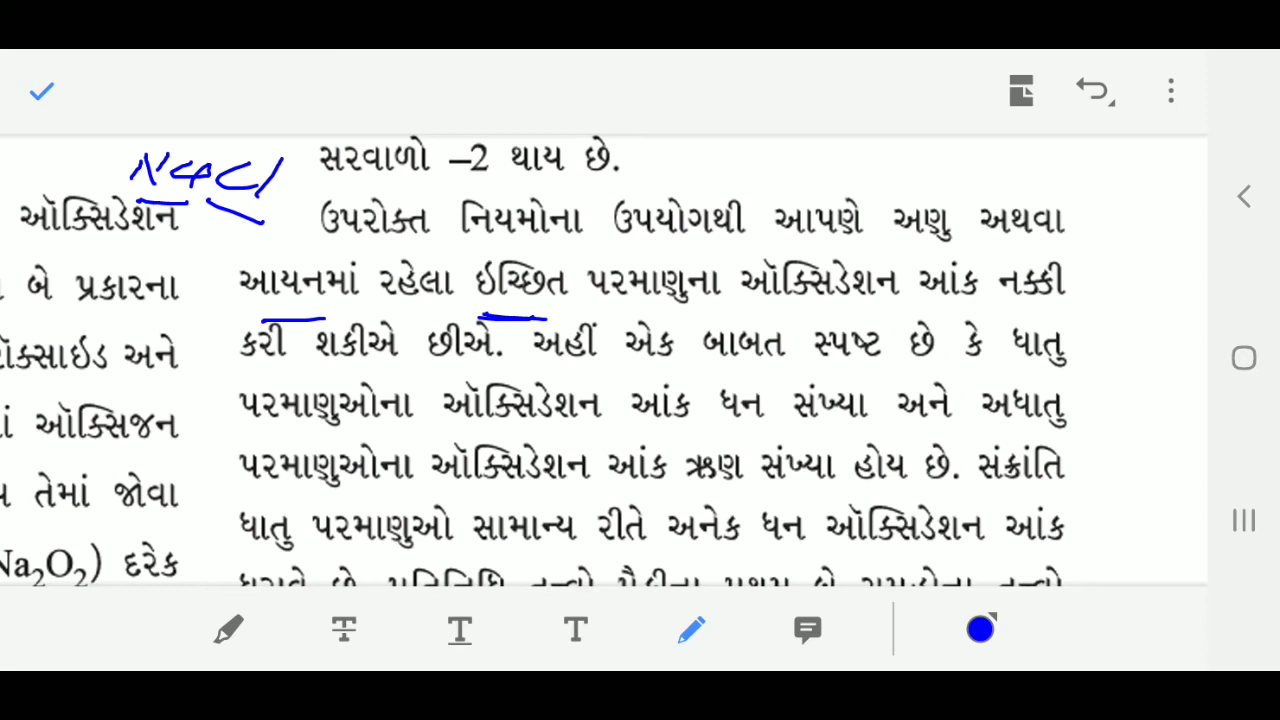 NaCl
ઑક્સિડેશન
બે પ્રકારના
ૉક્સાઇડ અને
ાં ઑક્સિજન
તેમાં જોવા
Na₂O₂) દરેક
સરવાળો –2 થાય છે.
ઉપરોક્ત નિયમોના ઉપયોગથી આપણે અણુ અથવા
આયનમાં રહેલા ઇચ્છિત પરમાણુના ઑક્સિડેશન આંક નક્કી
કરી શકીએ છીએ. અહીં એક બાબત સ્પષ્ટ છે કે ધાતુ
પરમાણુઓના ઑક્સિડેશન આંક ધન સંખ્યા અને અધાતુ
પરમાણુઓના ઑક્સિડેશન આંક ઋણ સંખ્યા હોય છે. સંક્રાંતિ
ધાતુ પરમાણુઓ સામાન્ય રીતે અનેક ધન ઑક્સિડેશન આંક